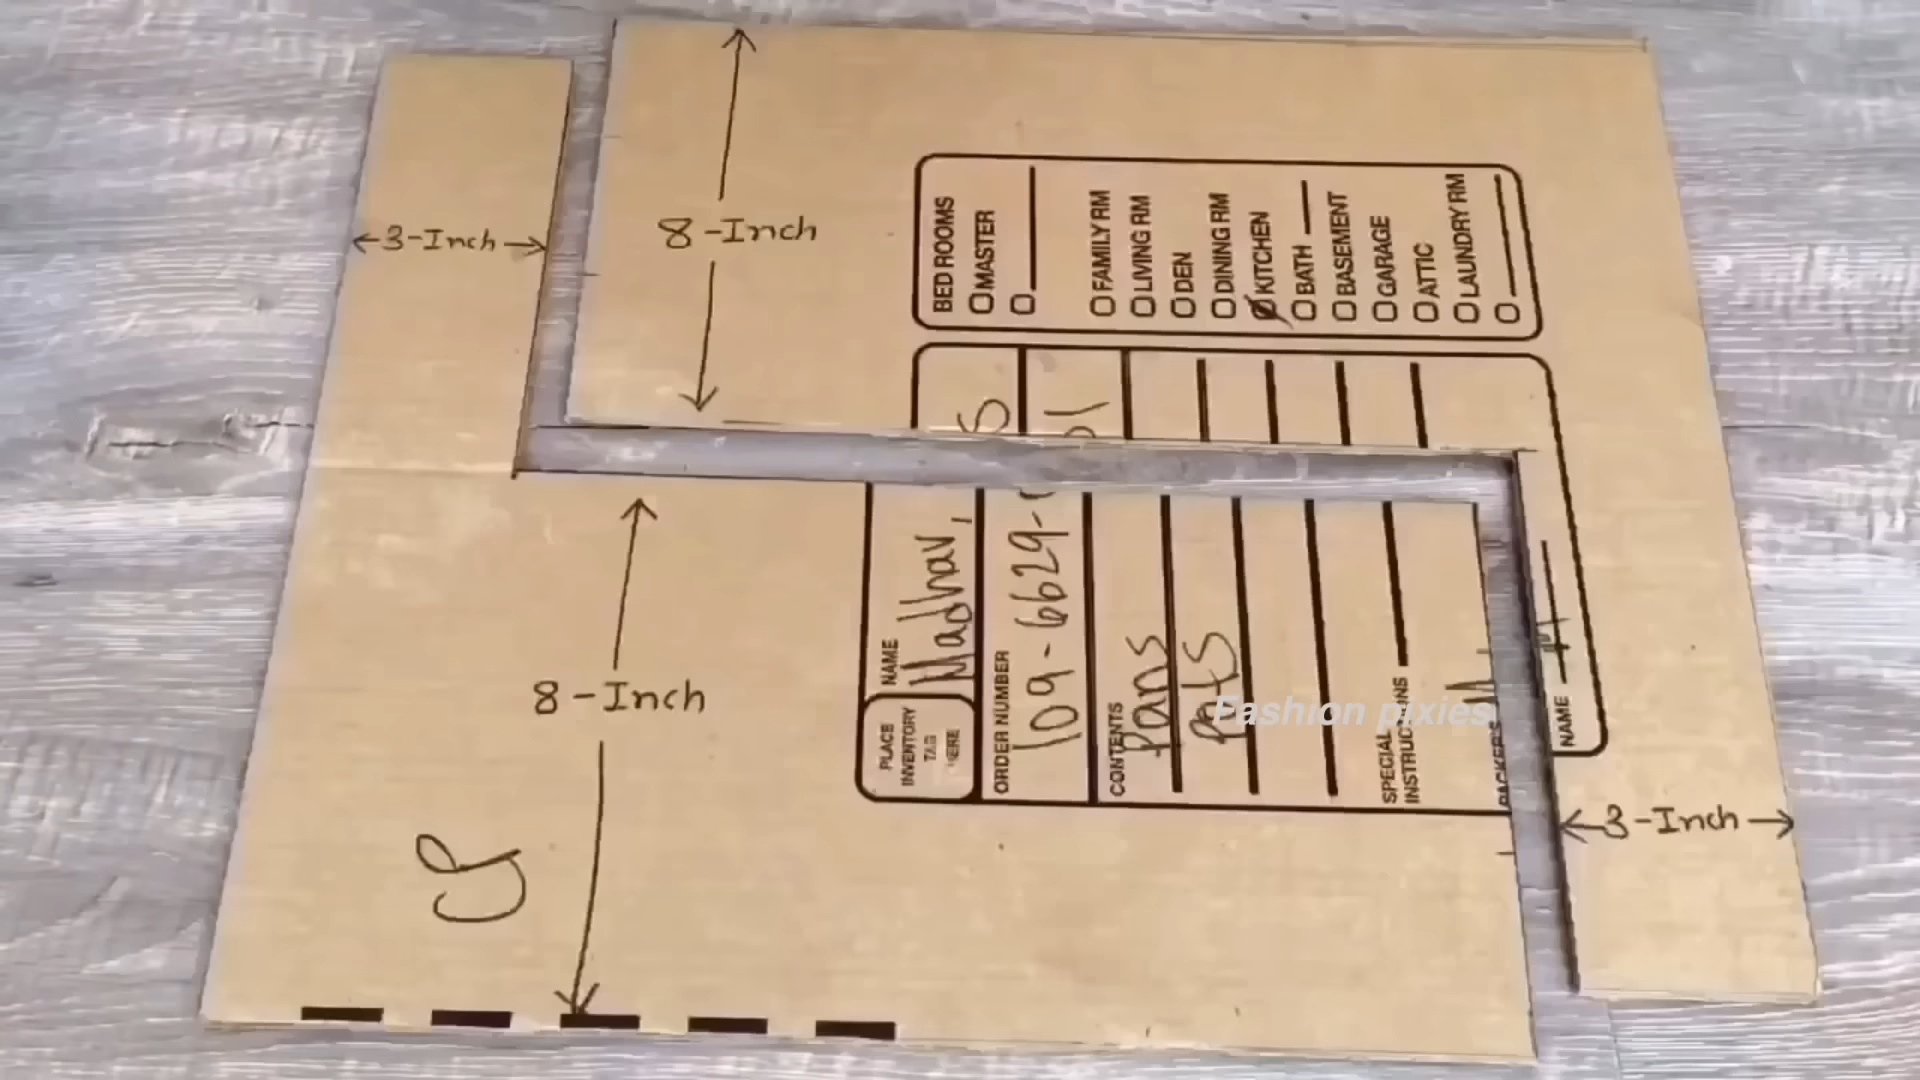 8-Inch
3-Inch
BED ROOMS
MASTER
FAMILY RM
LIVING RM
DEN
DINING RM
KITCHEN
BATH
BASEMENT
GARAGE
ATTIC
LAUNDRY RM
8-Inch
PLACE
INVENTORY
TAG
HERE
NAME
Madhav,
ORDER NUMBER
109-6629-
CONTENTS
Pans
Pots
SPECIAL
INSTRUCTIONS
PACKERS
NAME
Fashion pixies
3-Inch